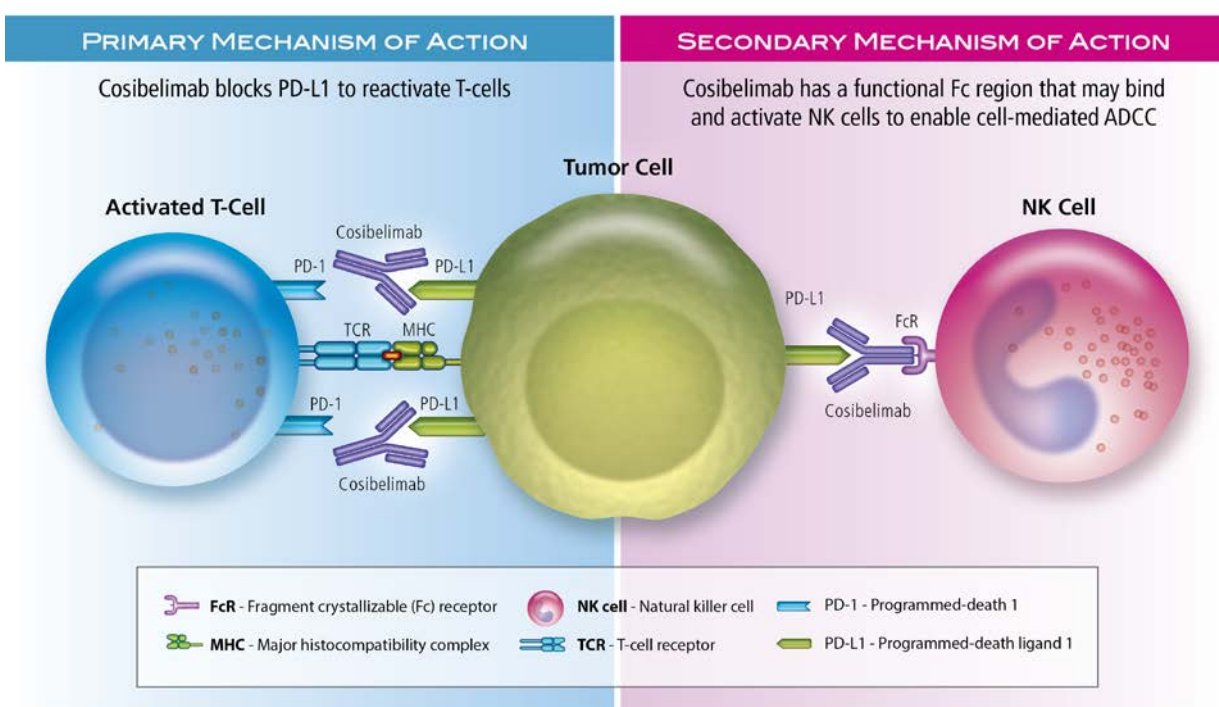 PRIMARY MECHANISM OF ACTION
Cosibelimab blocks PD-L1 to reactivate T-cells
SECONDARY MECHANISM OF ACTION
Cosibelimab has a functional Fc region that may bind
and activate NK cells to enable cell-mediated ADCC
Tumor Cell
Activated T-Cell
NK Cell
Cosibelimab
PD-1
PD-L1
TCR
MHC
PD-1
PD-L1
Cosibelimab
PD-L1
FcR
Cosibelimab
FcR - Fragment crystallizable (Fc) receptor
NK cell - Natural killer cell
PD-1 - Programmed-death 1
MHC - Major histocompatibility complex
TCR - T-cell receptor
PD-L1 - Programmed-death ligand 1